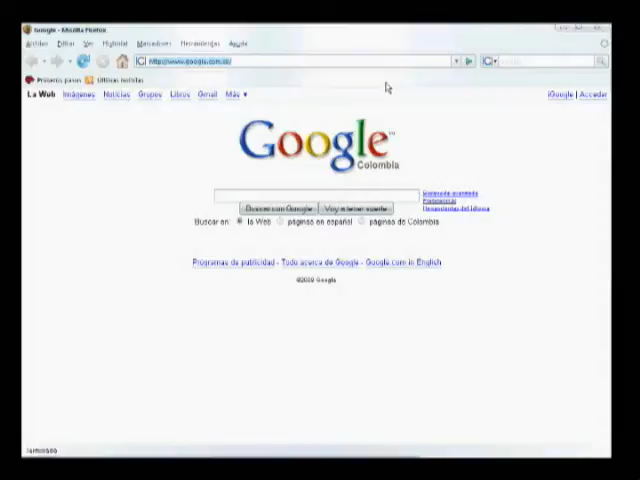 Google - Mozilla Firefox
Archivo Editar Ver Historial Marcadores Herramientas Ayuda
http://www.google.com.co/
Primeros pasos Últimas noticias
La Web Imágenes Noticias Grupos Libros Gmail Más ▼ iGoogle | Acceder
Google™
Colombia
Búsqueda avanzada
Preferencias
Herramientas del idioma
Buscar con Google Voy a tener suerte
Buscar en: la Web páginas en español páginas de Colombia
Programas de publicidad - Todo acerca de Google - Google.com in English
©2009 Google
Terminado